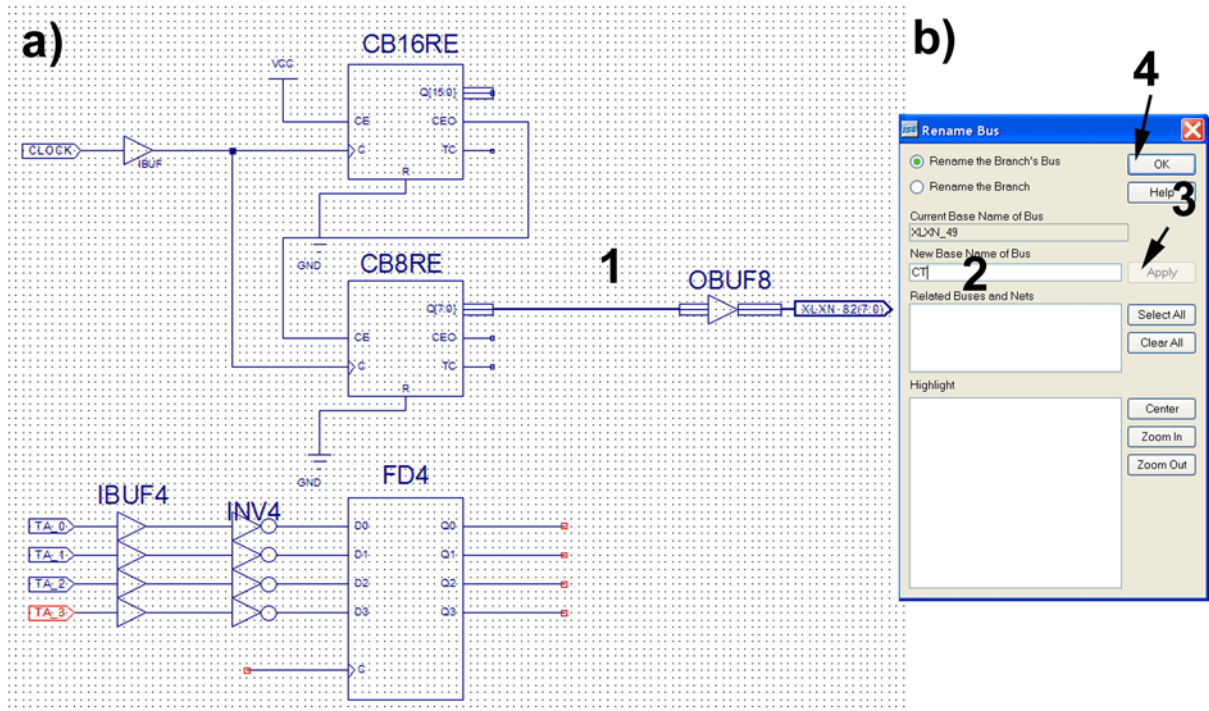 a)
CB16RE
VCC
Q[15:0]
CE
CEO
CLOCK
IBUF
C
TC
R
GND
CB8RE
1
OBUF8
Q[7:0]
XLXN_82(7:0)
CE
CEO
C
TC
R
GND
FD4
IBUF4
INV4
TA_0
D0
Q0
TA_1
D1
Q1
TA_2
D2
Q2
TA_3
D3
Q3
C
b)
4
ISE Rename Bus
Rename the Branch's Bus
OK
Rename the Branch
Help
3
Current Base Name of Bus
XLXN_49
New Base Name of Bus
CT
2
Apply
Related Buses and Nets
Select All
Clear All
Highlight
Center
Zoom In
Zoom Out